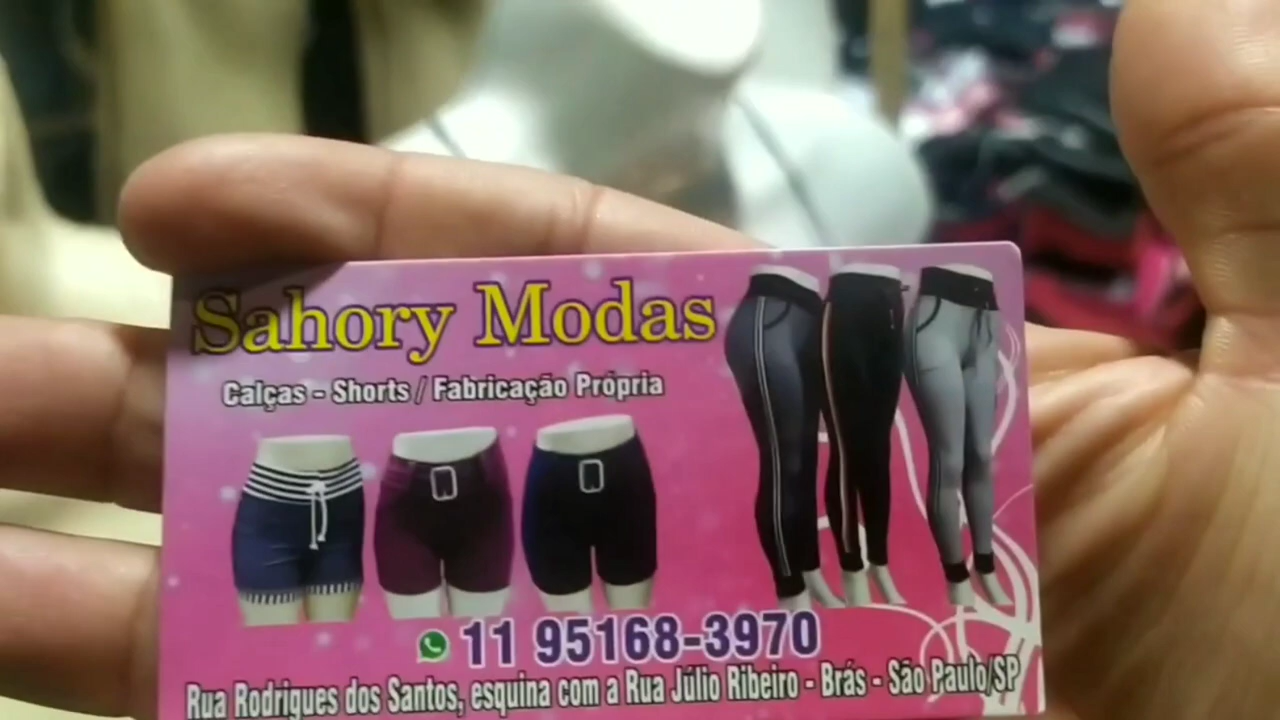 Sahory Modas
Calças - Shorts / Fabricação Própria
11 95168-3970
Rua Rodrigues dos Santos, esquina com a Rua Júlio Ribeiro - Brás - São Paulo/SP